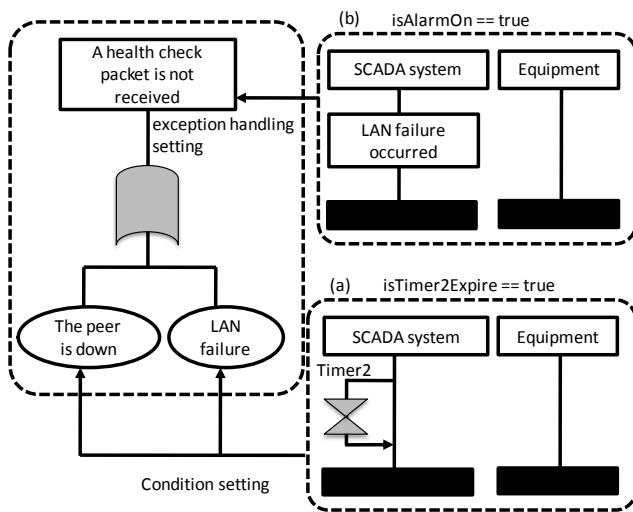 A health check
packet is not
received
exception handling
setting
The peer
is down
LAN
failure
Condition setting
(b) isAlarmOn == true
SCADA system
Equipment
LAN failure
occurred
(a) isTimer2Expire == true
SCADA system
Equipment
Timer2